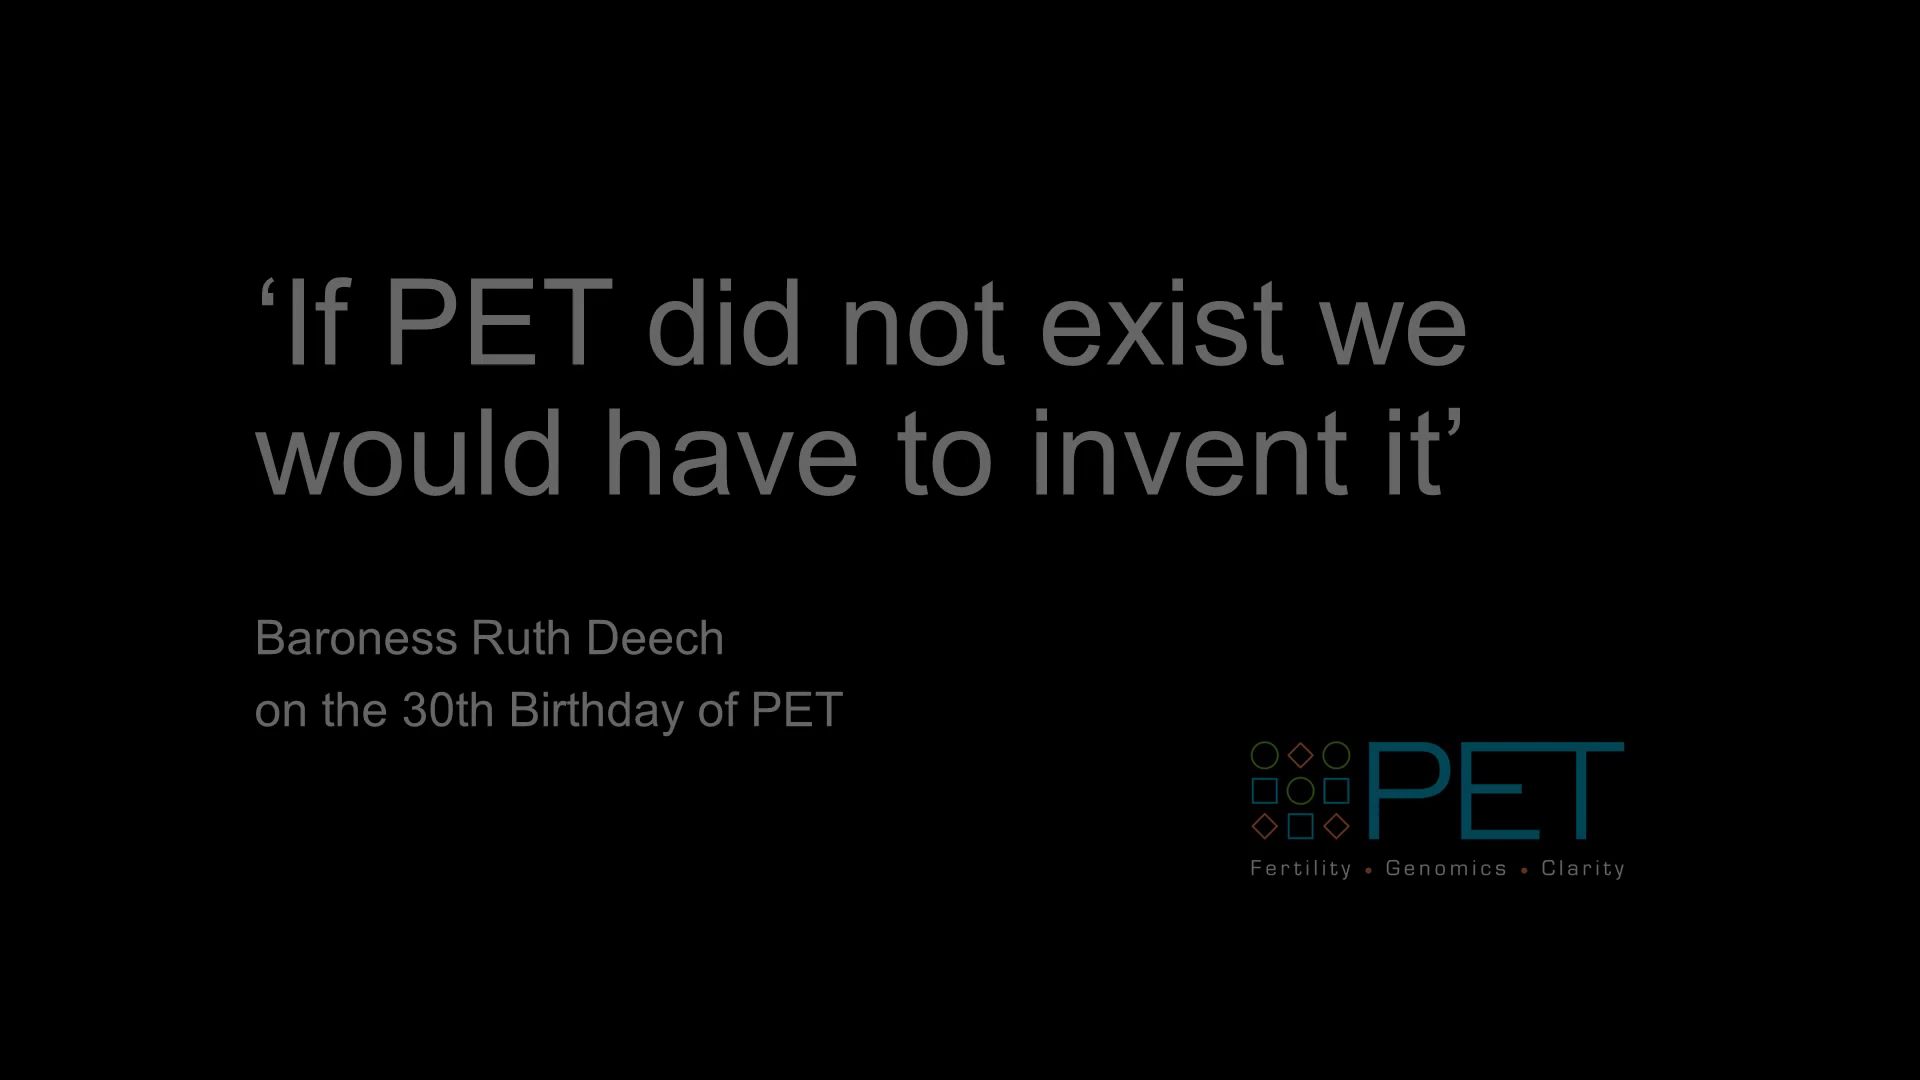 ‘If PET did not exist we
would have to invent it’
Baroness Ruth Deech
on the 30th Birthday of PET
PET
Fertility • Genomics • Clarity